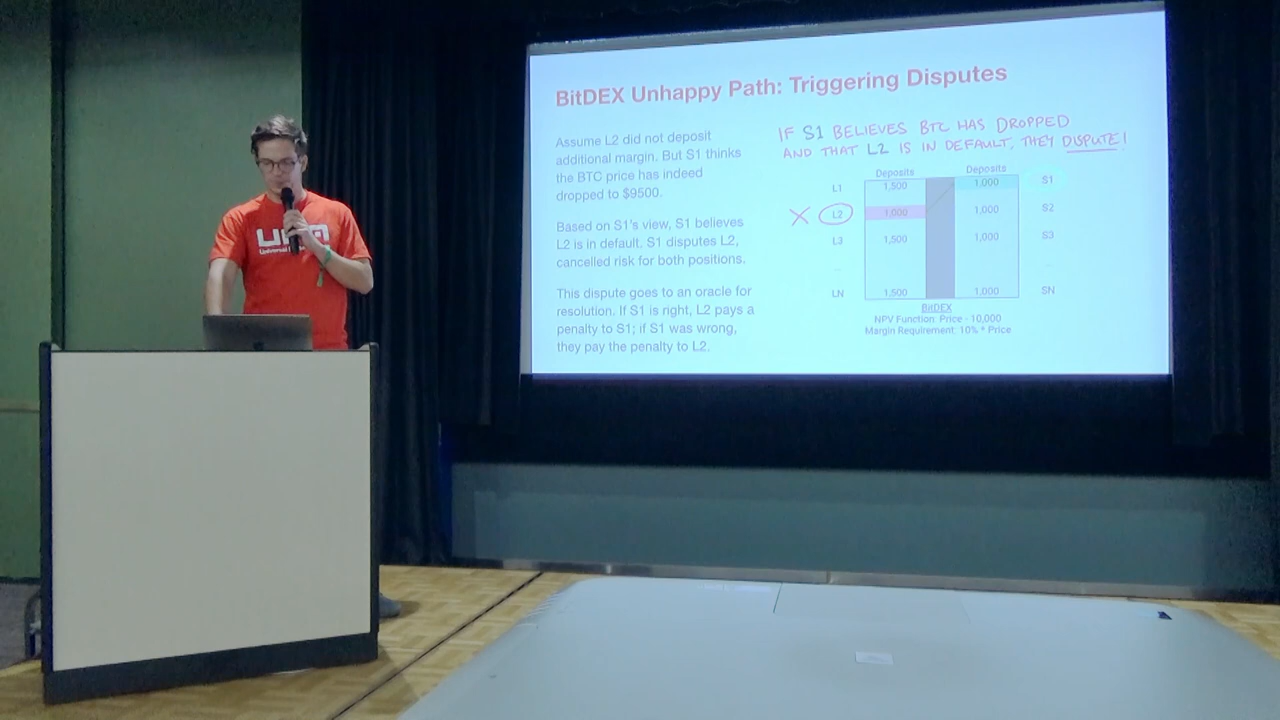 BitDEX Unhappy Path: Triggering Disputes
Assume L2 did not deposit
additional margin. But S1 thinks
the BTC price has indeed
dropped to $9500.
Based on S1's view, S1 believes
L2 is in default. S1 disputes L2,
cancelled risk for both positions.
This dispute goes to an oracle for
resolution. If S1 is right, L2 pays a
penalty to S1; if S1 was wrong,
they pay the penalty to L2.
IF S1 BELIEVES BTC HAS DROPPED
AND THAT L2 IS IN DEFAULT, THEY DISPUTE!
Deposits Deposits
L1 1,500 1,000 S1
L2 1,000 1,000 S2
L3 1,500 1,000 S3
LN 1,500 1,000 SN
BitDEX
NPV Function: Price - 10,000
Margin Requirement: 10% * Price
Universal